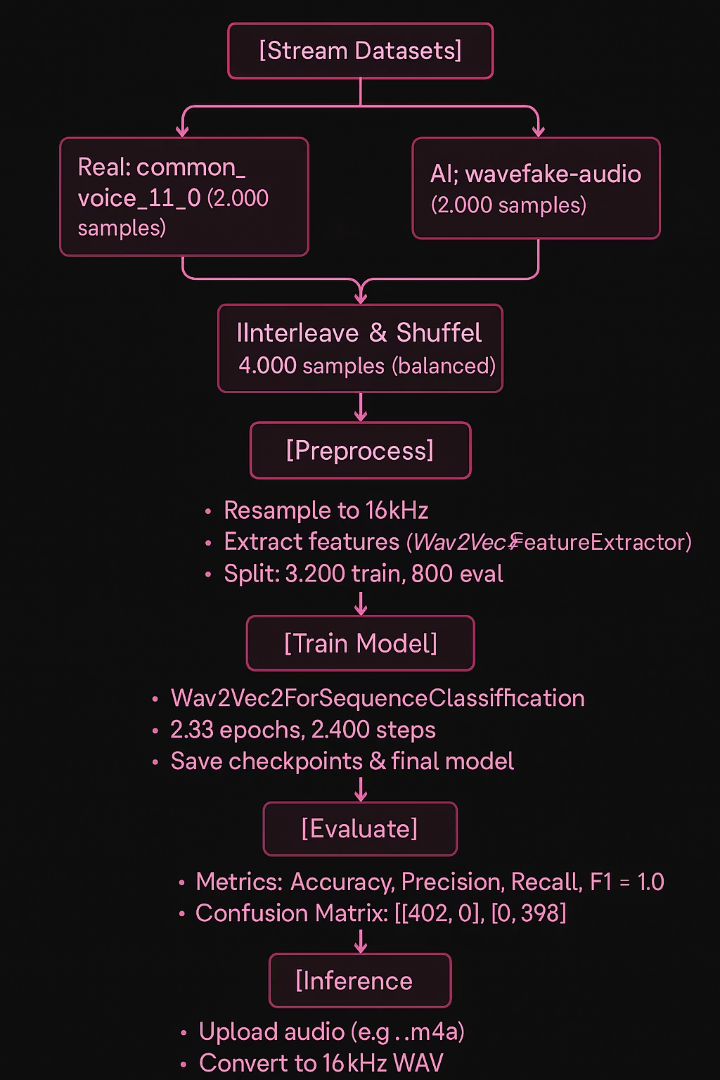 [Stream Datasets]
Real: common_
voice_11_0 (2.000
samples)
AI; wavefake-audio
(2.000 samples)
IInterleave & Shuffel
4.000 samples (balanced)
[Preprocess]
• Resample to 16kHz
• Extract features (Wav2Vec2FeatureExtractor)
• Split: 3.200 train, 800 eval
[Train Model]
• Wav2Vec2ForSequenceClassiffication
• 2.33 epochs, 2.400 steps
• Save checkpoints & final model
[Evaluate]
• Metrics: Accuracy, Precision, Recall, F1 = 1.0
• Confusion Matrix: [[402, 0], [0, 398]
[Inference
• Upload audio (e.g . .m4a)
• Convert to 16kHz WAV